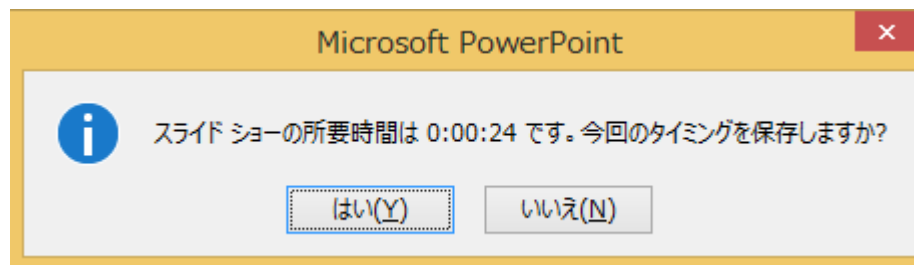 Microsoft PowerPoint
スライド ショーの所要時間は 0:00:24 です。今回のタイミングを保存しますか?
はい(Y) いいえ(N)